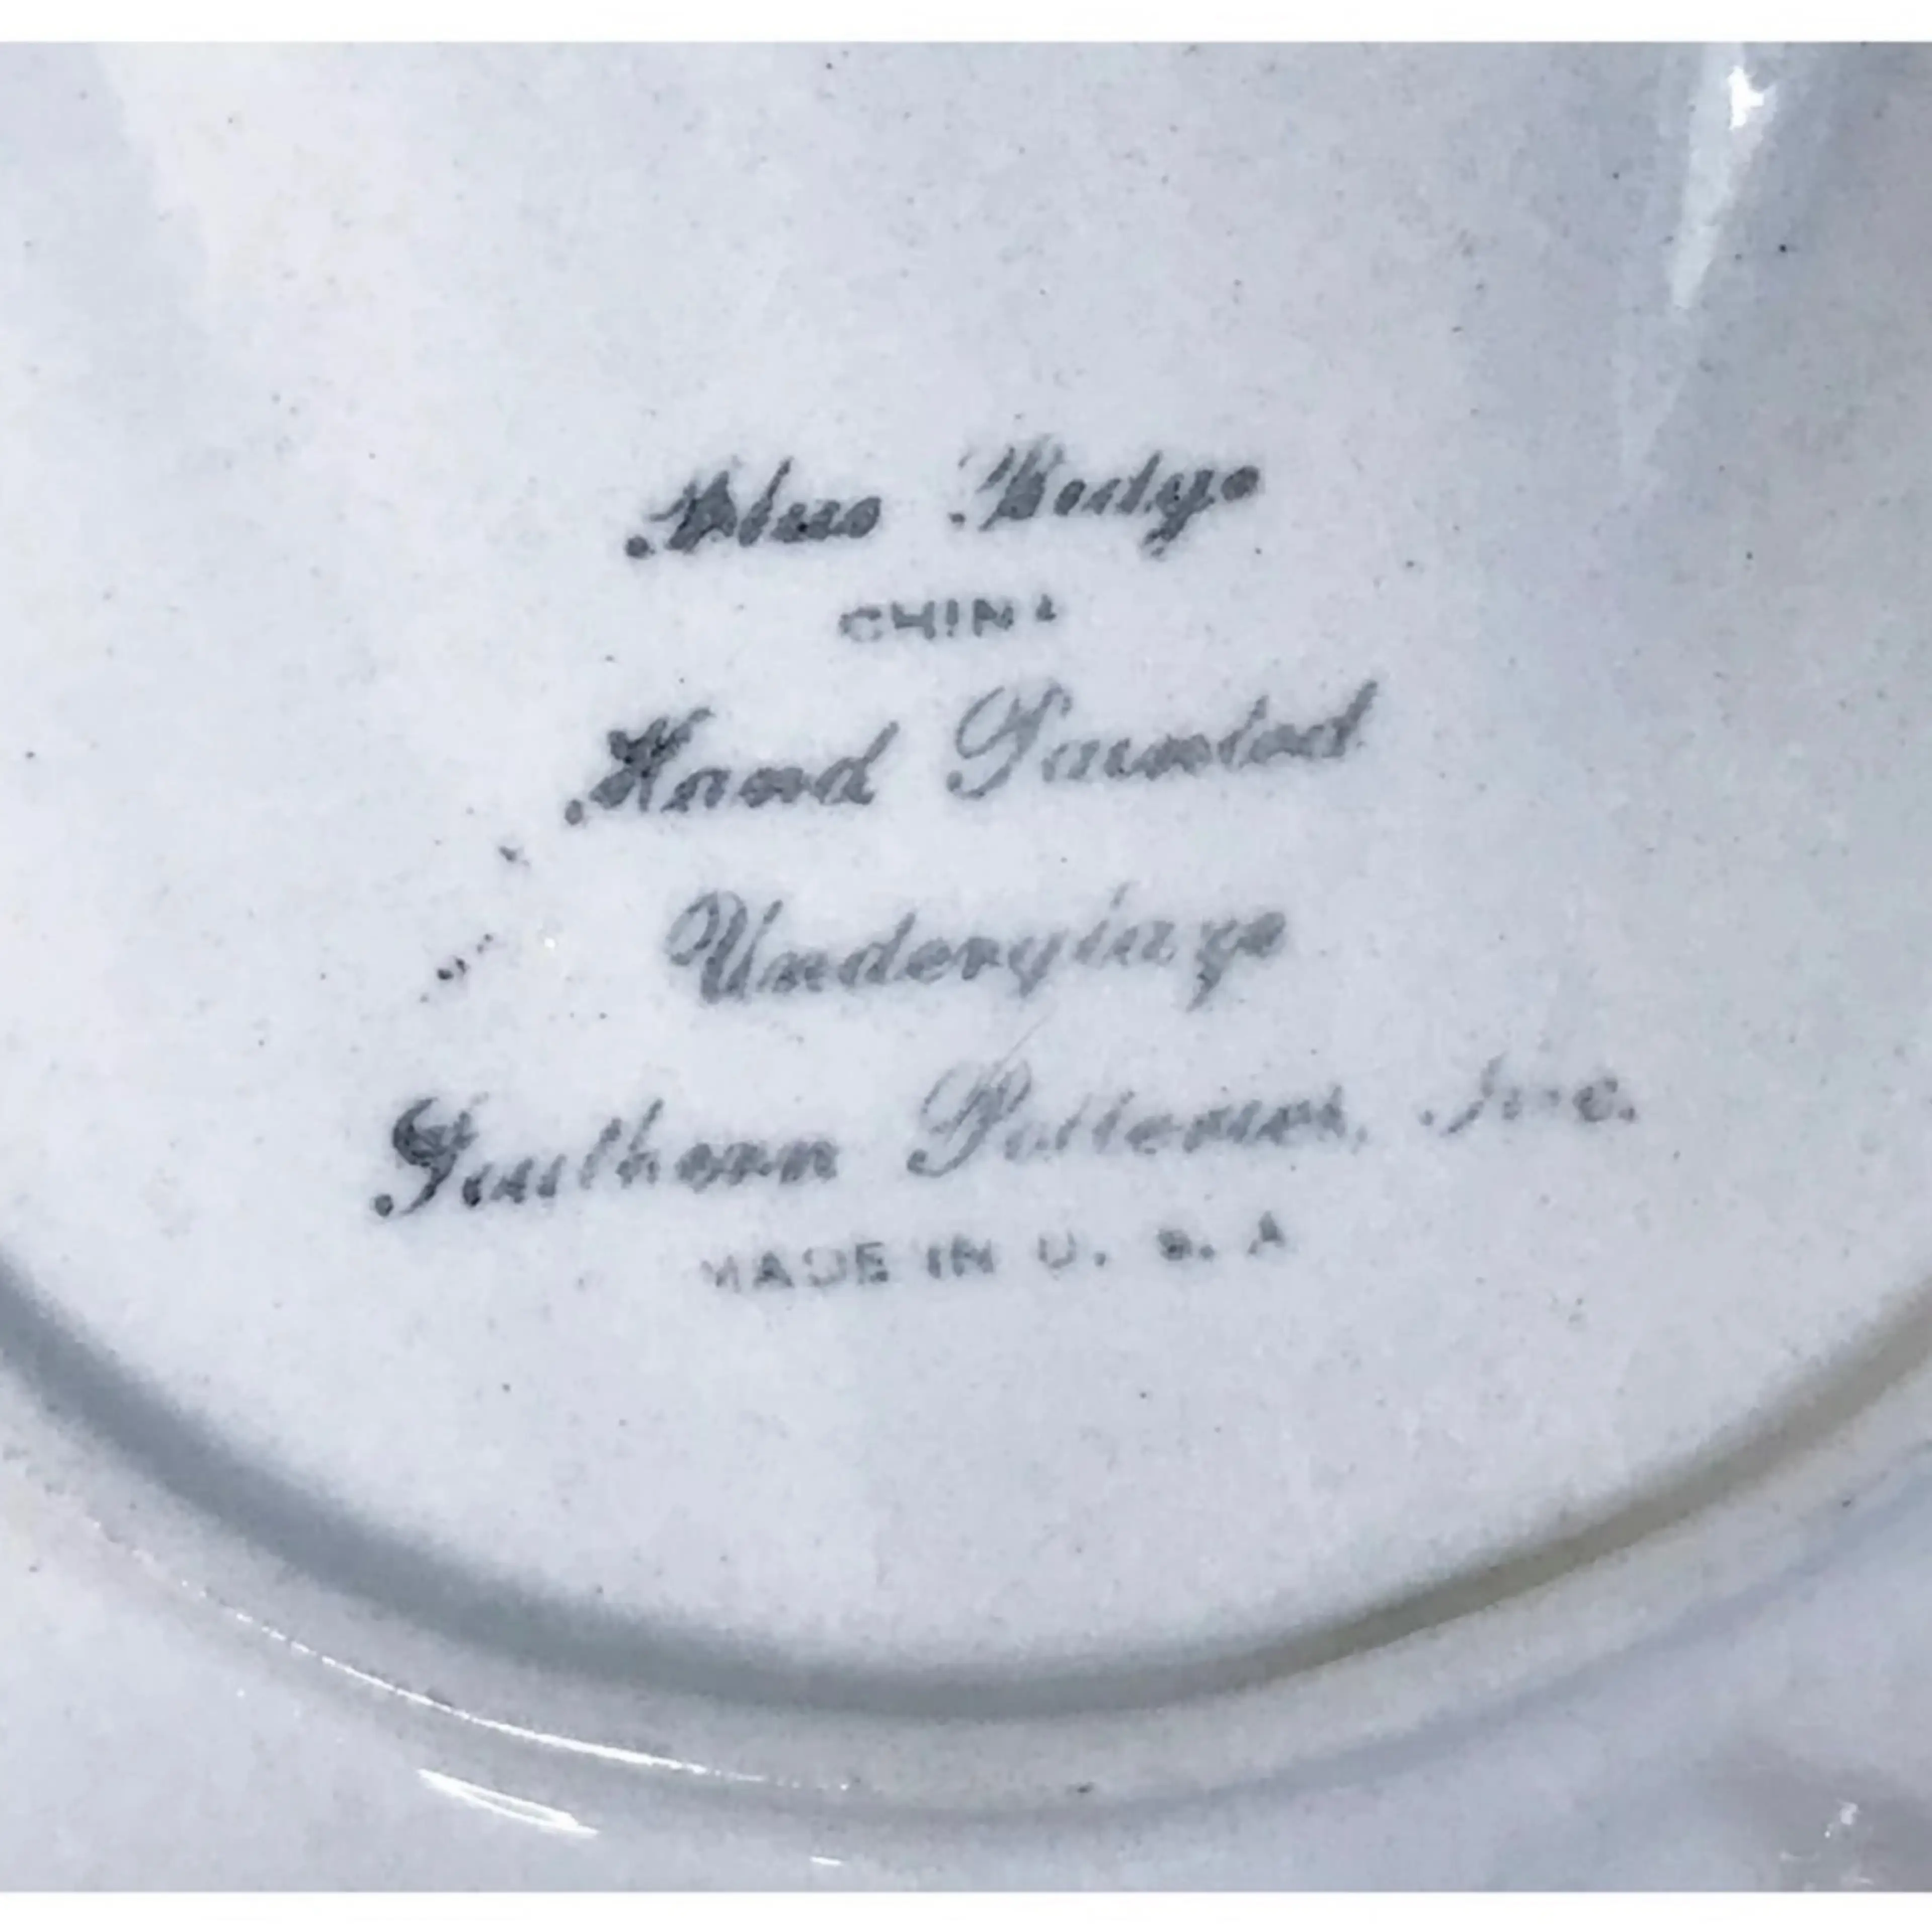 Blue Ridge
CHINA
Hand Painted
Underglaze
Southern Potteries, Inc.
MADE IN U. S. A